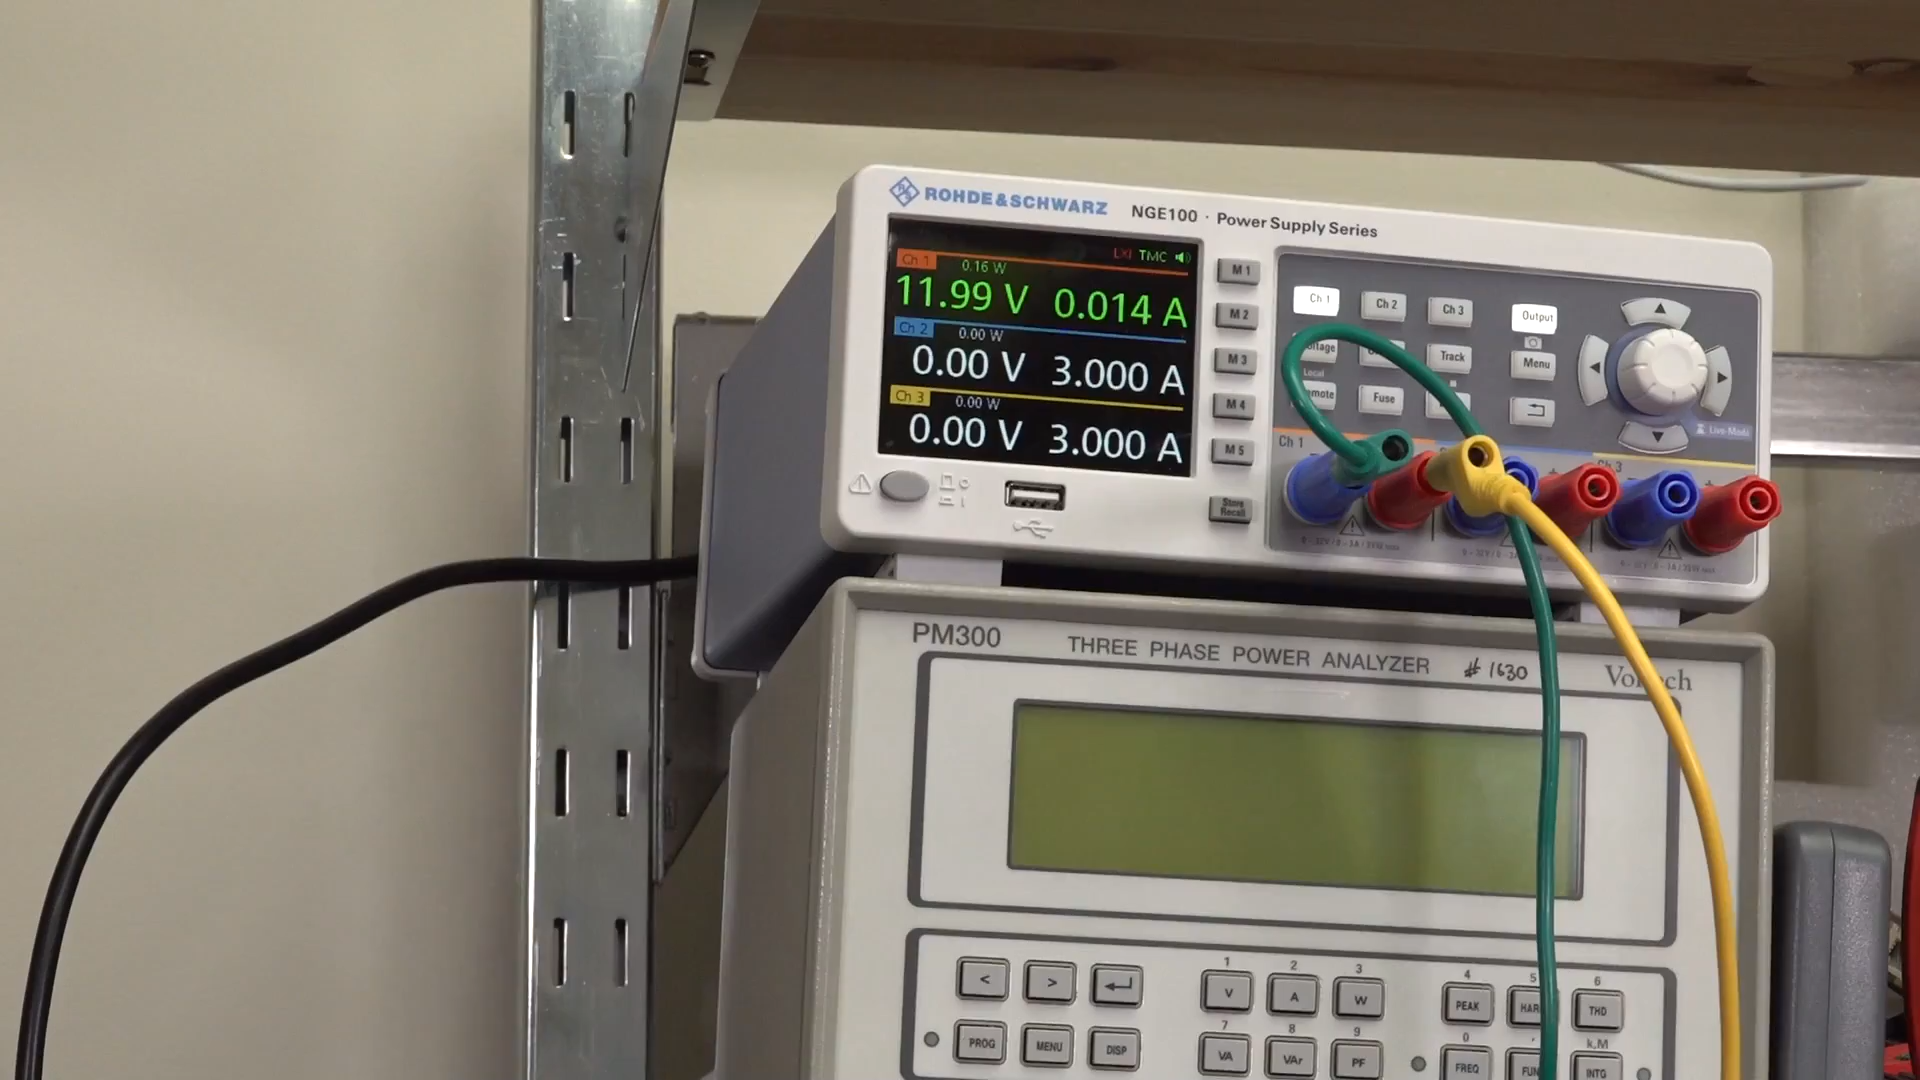 ROHDE&SCHWARZ NGE100 · Power Supply Series
LXI TMC
Ch 1 0.16 W
11.99 V 0.014 A
Ch 2 0.00 W
0.00 V 3.000 A
Ch 3 0.00 W
0.00 V 3.000 A
M 1
M 2
M 3
M 4
M 5
Store Recall
Ch 1 Ch 2 Ch 3 Output
Track Menu
Local
Fuse
Ch 1
PM300 THREE PHASE POWER ANALYZER # 1630
1 2 3 4 5 6
< > V A W PEAK THD
7 8 9 0 k,M
PROG MENU DISP VA VAr PF FREQ INTG